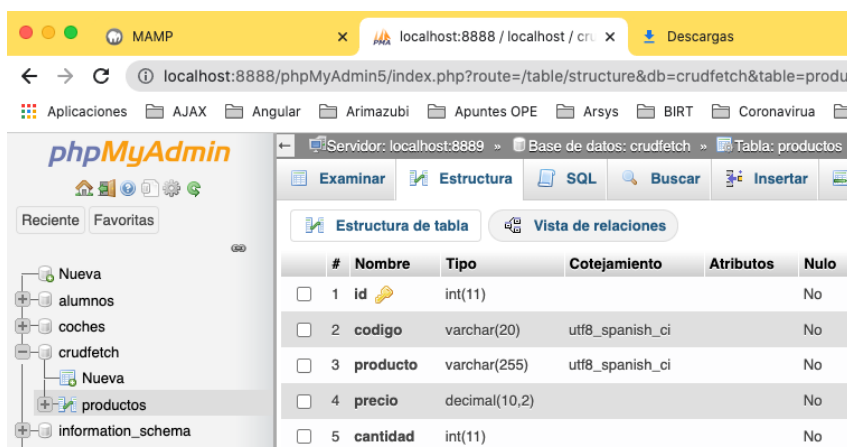 MAMP
localhost:8888 / localhost / cru
Descargas
localhost:8888/phpMyAdmin5/index.php?route=/table/structure&db=crudfetch&table=produ
Aplicaciones AJAX Angular Arimazubi Apuntes OPE Arsys BIRT Coronavirua
phpMyAdmin
Reciente Favoritas
Nueva
alumnos
coches
crudfetch
Nueva
productos
information_schema
Servidor: localhost:8889 » Base de datos: crudfetch » Tabla: productos
Examinar Estructura SQL Buscar Insertar
Estructura de tabla Vista de relaciones
# Nombre Tipo Cotejamiento Atributos Nulo
1 id int(11) No
2 codigo varchar(20) utf8_spanish_ci No
3 producto varchar(255) utf8_spanish_ci No
4 precio decimal(10,2) No
5 cantidad int(11) No